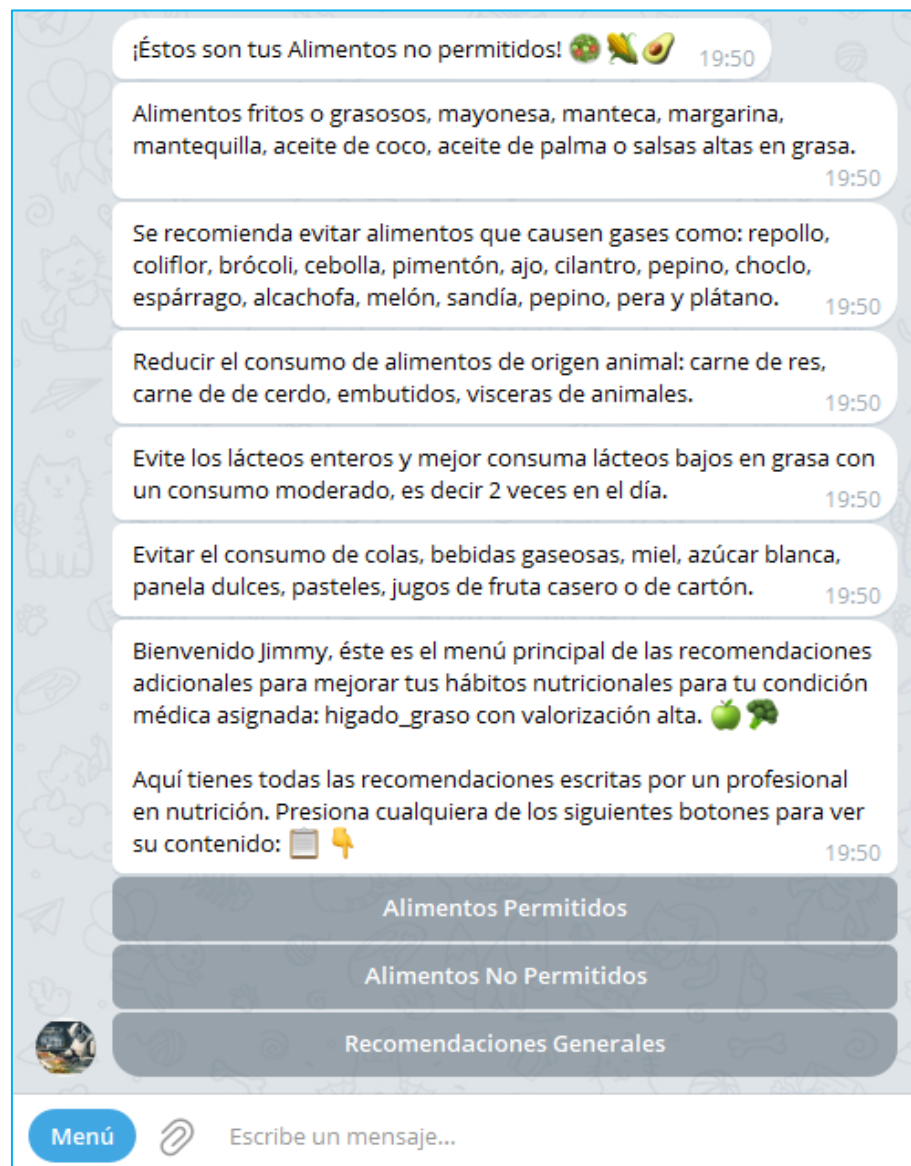 ¡Éstos son tus Alimentos no permitidos! 🥗🌽🥑 19:50
Alimentos fritos o grasosos, mayonesa, manteca, margarina,
mantequilla, aceite de coco, aceite de palma o salsas altas en grasa.
19:50
Se recomienda evitar alimentos que causen gases como: repollo,
coliflor, brócoli, cebolla, pimentón, ajo, cilantro, pepino, choclo,
espárrago, alcachofa, melón, sandía, pepino, pera y plátano. 19:50
Reducir el consumo de alimentos de origen animal: carne de res,
carne de de cerdo, embutidos, visceras de animales. 19:50
Evite los lácteos enteros y mejor consuma lácteos bajos en grasa con
un consumo moderado, es decir 2 veces en el día. 19:50
Evitar el consumo de colas, bebidas gaseosas, miel, azúcar blanca,
panela dulces, pasteles, jugos de fruta casero o de cartón. 19:50
Bienvenido Jimmy, éste es el menú principal de las recomendaciones
adicionales para mejorar tus hábitos nutricionales para tu condición
médica asignada: higado_graso con valorización alta. 🍏🥦
Aquí tienes todas las recomendaciones escritas por un profesional
en nutrición. Presiona cualquiera de los siguientes botones para ver
su contenido: 📋👇 19:50
Alimentos Permitidos
Alimentos No Permitidos
Recomendaciones Generales
Menú Escribe un mensaje...